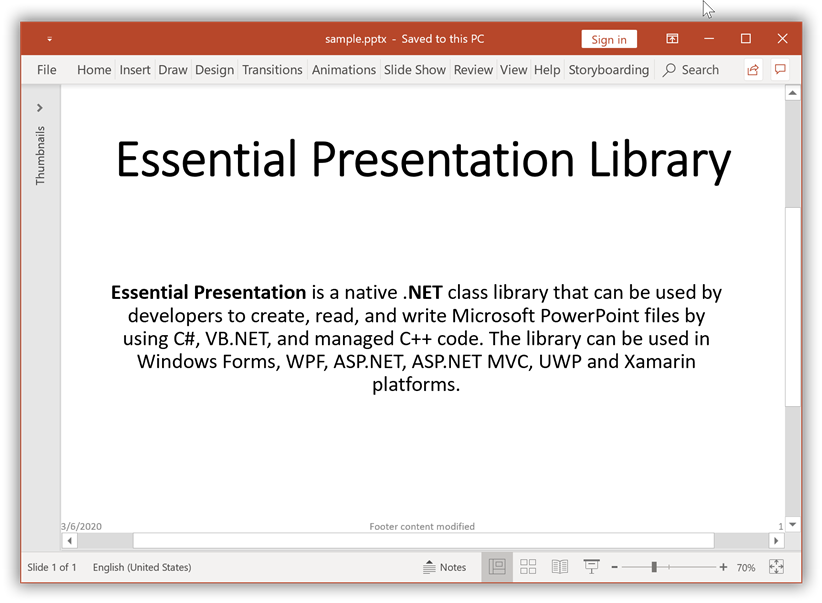 sample.pptx - Saved to this PC
Sign in
File Home Insert Draw Design Transitions Animations Slide Show Review View Help Storyboarding Search
Thumbnails
Essential Presentation Library
Essential Presentation is a native .NET class library that can be used by
developers to create, read, and write Microsoft PowerPoint files by
using C#, VB.NET, and managed C++ code. The library can be used in
Windows Forms, WPF, ASP.NET, ASP.NET MVC, UWP and Xamarin
platforms.
3/6/2020 Footer content modified 1
Slide 1 of 1 English (United States) Notes 70%